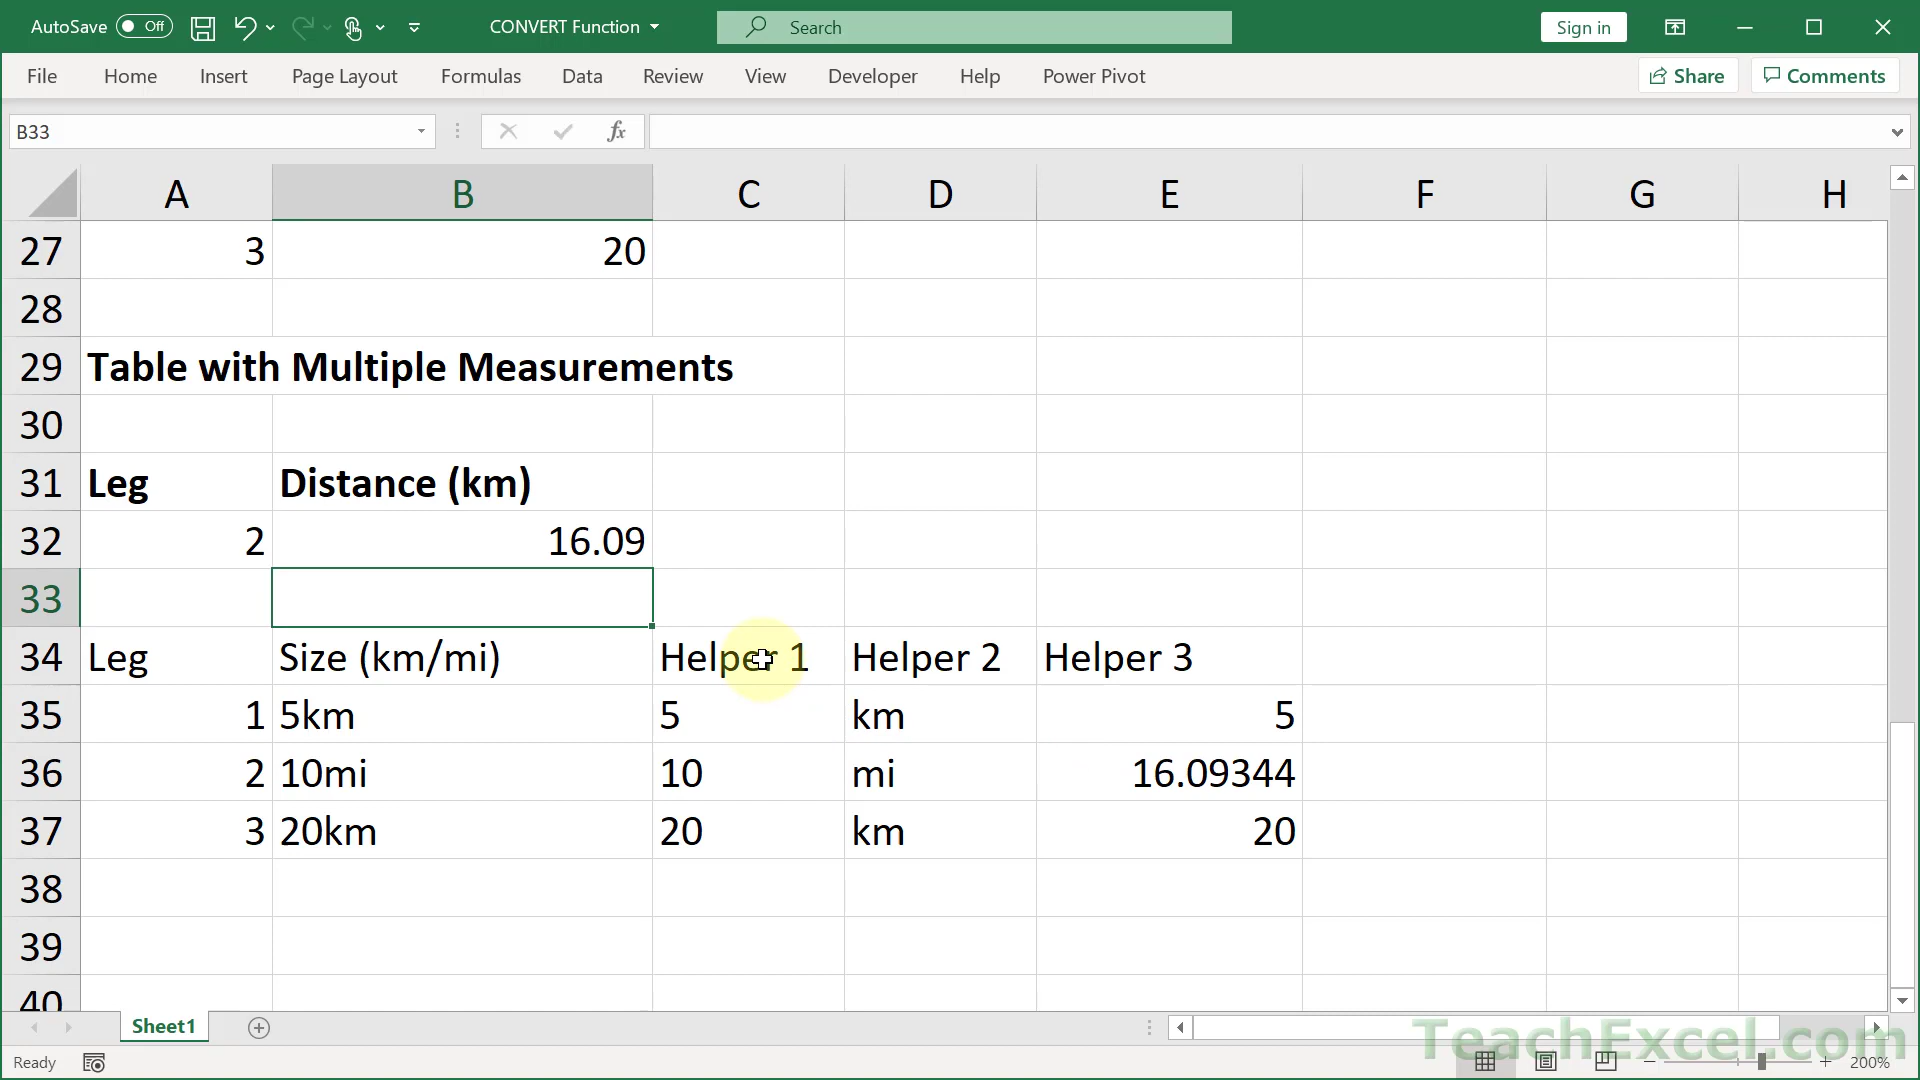 AutoSave Off CONVERT Function Search Sign in
File Home Insert Page Layout Formulas Data Review View Developer Help Power Pivot Share Comments
B33 fx
A B C D E F G H
27 3 20
28
29 Table with Multiple Measurements
30
31 Leg Distance (km)
32 2 16.09
33
34 Leg Size (km/mi) Helper 1 Helper 2 Helper 3
35 1 5km 5 km 5
36 2 10mi 10 mi 16.09344
37 3 20km 20 km 20
38
39
40
Sheet1
TeachExcel.com
Ready 200%